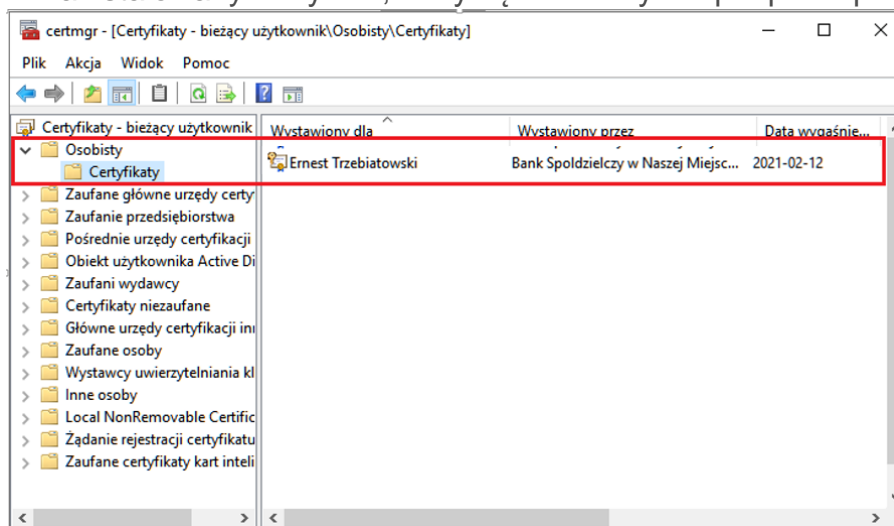 certmgr - [Certyfikaty - bieżący użytkownik\Osobisty\Certyfikaty]
Plik Akcja Widok Pomoc
Certyfikaty - bieżący użytkownik
Wystawiony dla Wystawiony przez Data wygaśnie...
Osobisty
Certyfikaty
Ernest Trzebiatowski Bank Spoldzielczy w Naszej Miejsc... 2021-02-12
Zaufane główne urzędy certy
Zaufanie przedsiębiorstwa
Pośrednie urzędy certyfikacji
Obiekt użytkownika Active Di
Zaufani wydawcy
Certyfikaty niezaufane
Główne urzędy certyfikacji inn
Zaufane osoby
Wystawcy uwierzytelniania kl
Inne osoby
Local NonRemovable Certific
Żądanie rejestracji certyfikatu
Zaufane certyfikaty kart inteli